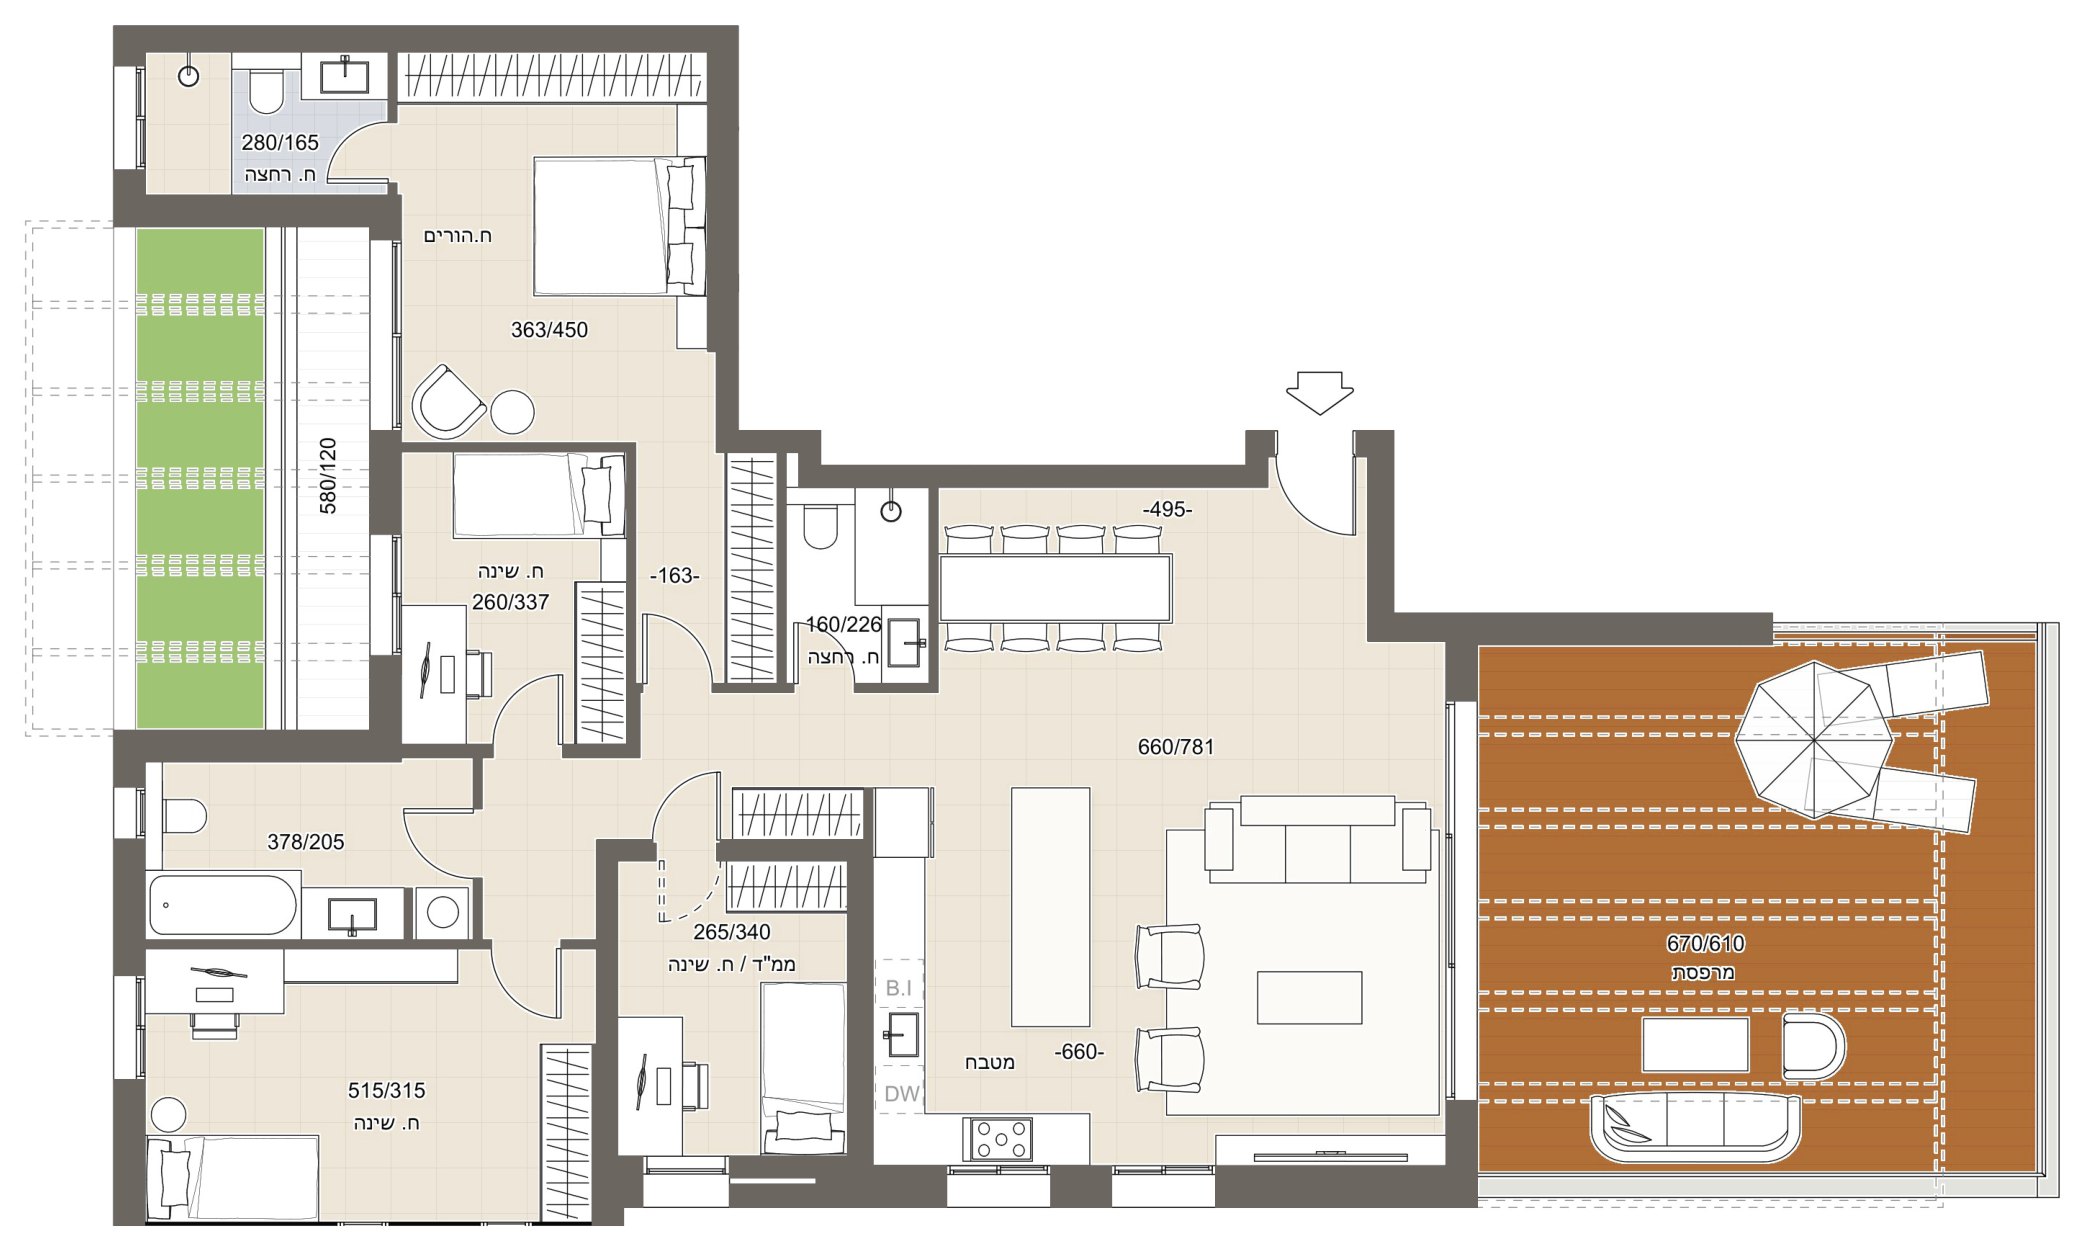 280/165
ח. רחצה
ח.הורים
363/450
580/120
ח. שינה
260/337
-163-
160/226
ח. רחצה
-495-
660/781
378/205
265/340
ממ"ד / ח. שינה
B.I
DW
מטבח
-660-
670/610
מרפסת
515/315
ח. שינה